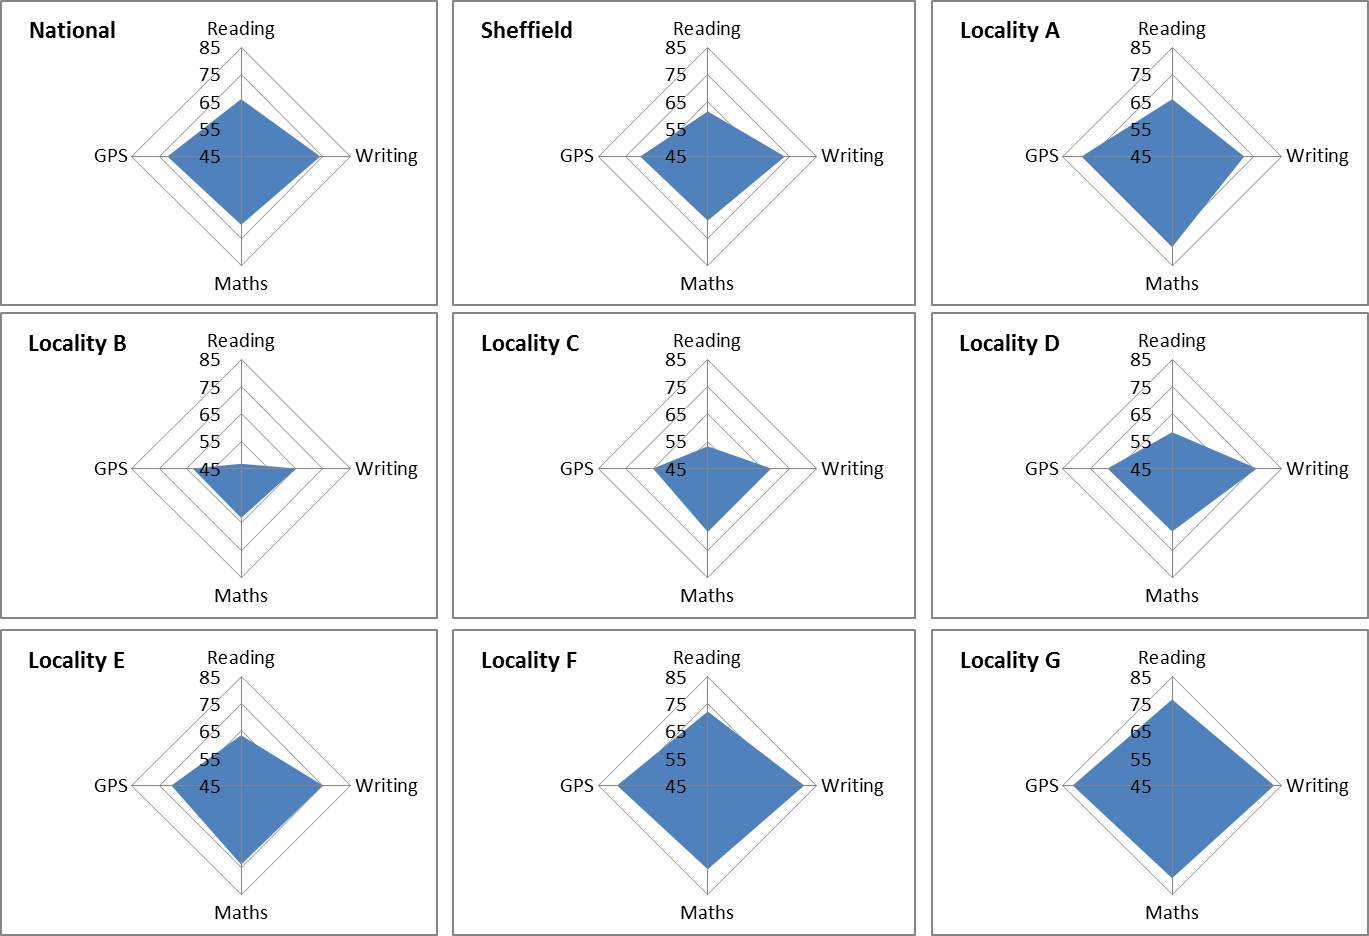 National
Reading
85
75
65
55
GPS
45
Writing
Maths
Sheffield
Reading
85
75
65
55
GPS
45
Writing
Maths
Locality A
Reading
85
75
65
55
GPS
45
Writing
Maths
Locality B
Reading
85
75
65
55
GPS
45
Writing
Maths
Locality C
Reading
85
75
65
55
GPS
45
Writing
Maths
Locality D
Reading
85
75
65
55
GPS
45
Writing
Maths
Locality E
Reading
85
75
65
55
GPS
45
Writing
Maths
Locality F
Reading
85
75
65
55
GPS
45
Writing
Maths
Locality G
Reading
85
75
65
55
GPS
45
Writing
Maths